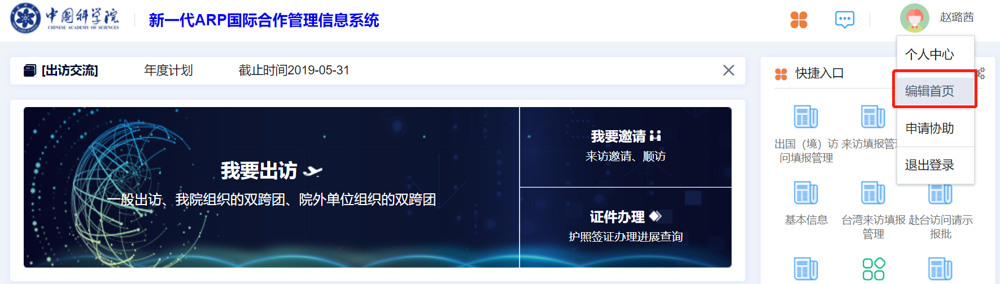 中国科学院
CHINESE ACADEMY OF SCIENCES
新一代ARP国际合作管理信息系统
赵璐茜
个人中心
编辑首页
申请协助
退出登录
[出访交流] 年度计划 截止时间2019-05-31
我要出访
一般出访、我院组织的双跨团、院外单位组织的双跨团
我要邀请
来访邀请、顺访
证件办理
护照签证办理进展查询
快捷入口
出国（境）访
问填报管理
来访填报管
基本信息
台湾来访填报
管理
赴台访问请示
报批